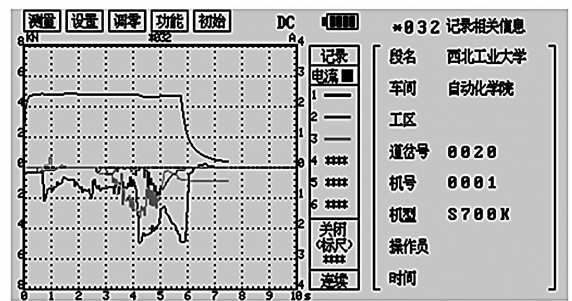 测量 设置 调零 功能 初始 DC
8 KN *032 A 4
记录
电流
1
2
3
4 ****
5 ****
6 ****
关闭
(标尺)
****
连续
6 4 2 0 2 4 6 8
3 2 1 0 1 2 3 4
0 1 2 3 4 5 6 7 8 9 10s
*032 记录相关信息
段名 西北工业大学
车间 自动化学院
工区
道岔号 0020
机号 0001
机型 S700K
操作员
时间